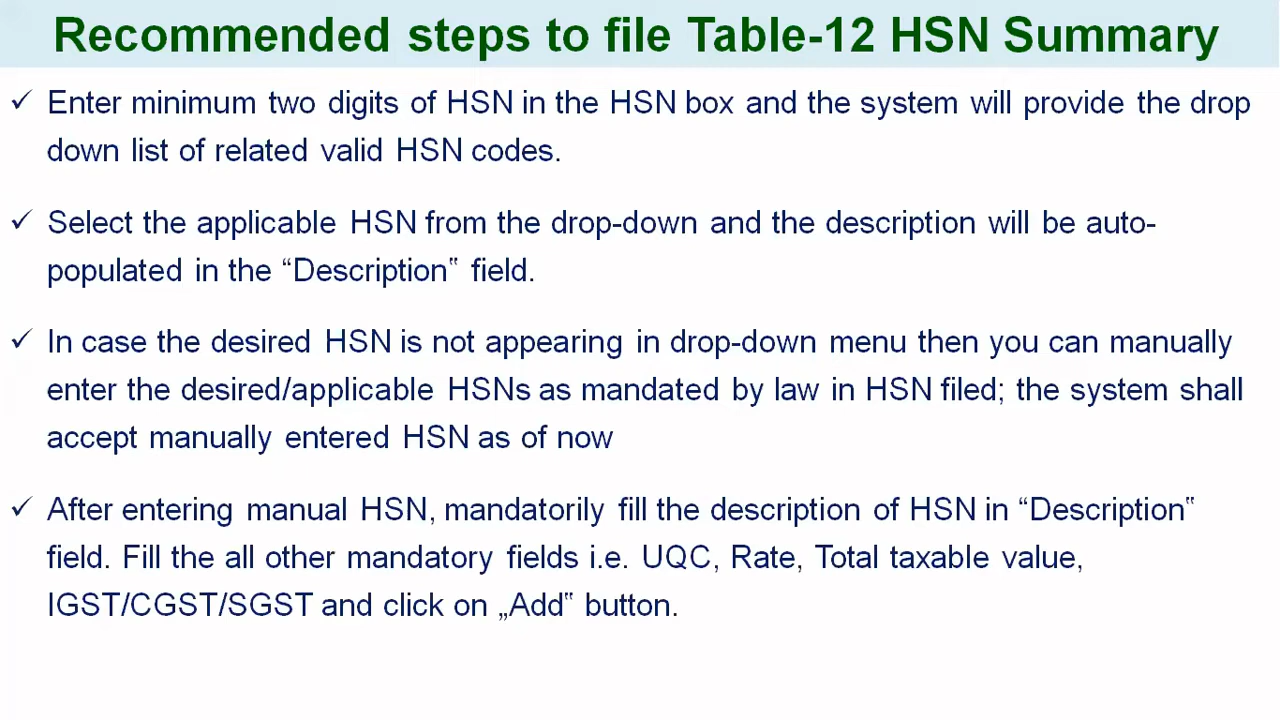 Recommended steps to file Table-12 HSN Summary
✓ Enter minimum two digits of HSN in the HSN box and the system will provide the drop
down list of related valid HSN codes.
✓ Select the applicable HSN from the drop-down and the description will be auto-
populated in the “Description‟ field.
✓ In case the desired HSN is not appearing in drop-down menu then you can manually
enter the desired/applicable HSNs as mandated by law in HSN filed; the system shall
accept manually entered HSN as of now
✓ After entering manual HSN, mandatorily fill the description of HSN in “Description‟
field. Fill the all other mandatory fields i.e. UQC, Rate, Total taxable value,
IGST/CGST/SGST and click on „Add‟ button.